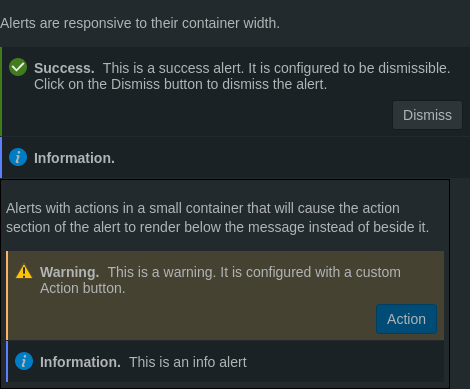 Alerts are responsive to their container width.
Success. This is a success alert. It is configured to be dismissible.
Click on the Dismiss button to dismiss the alert.
Dismiss
Information.
Alerts with actions in a small container that will cause the action
section of the alert to render below the message instead of beside it.
Warning. This is a warning. It is configured with a custom
Action button.
Action
Information. This is an info alert